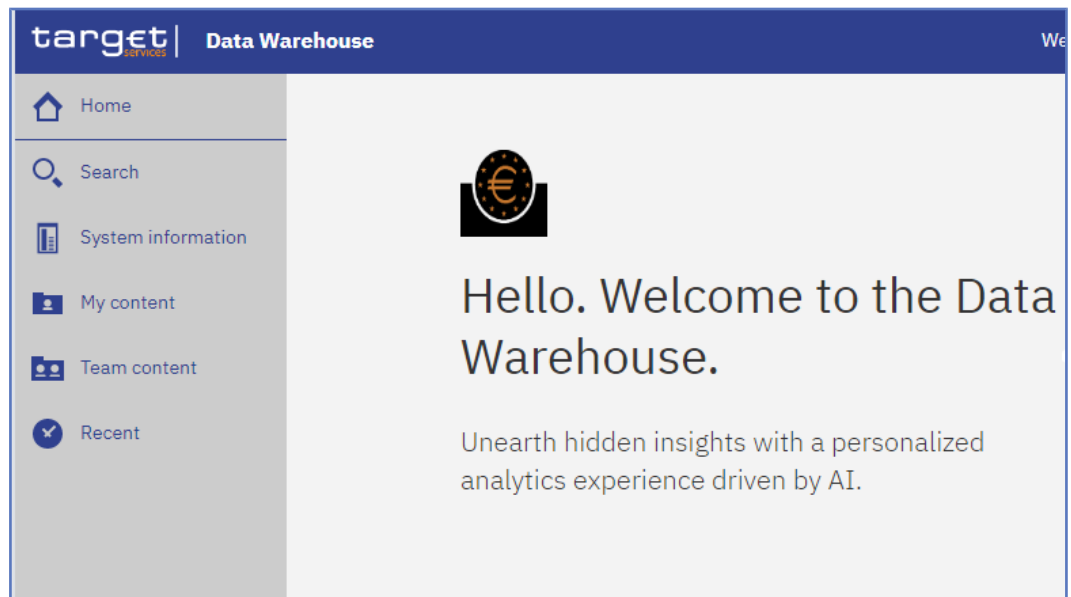 target services | Data Warehouse We
Home
Search
System information
My content
Team content
Recent
€
Hello. Welcome to the Data
Warehouse.
Unearth hidden insights with a personalized
analytics experience driven by AI.